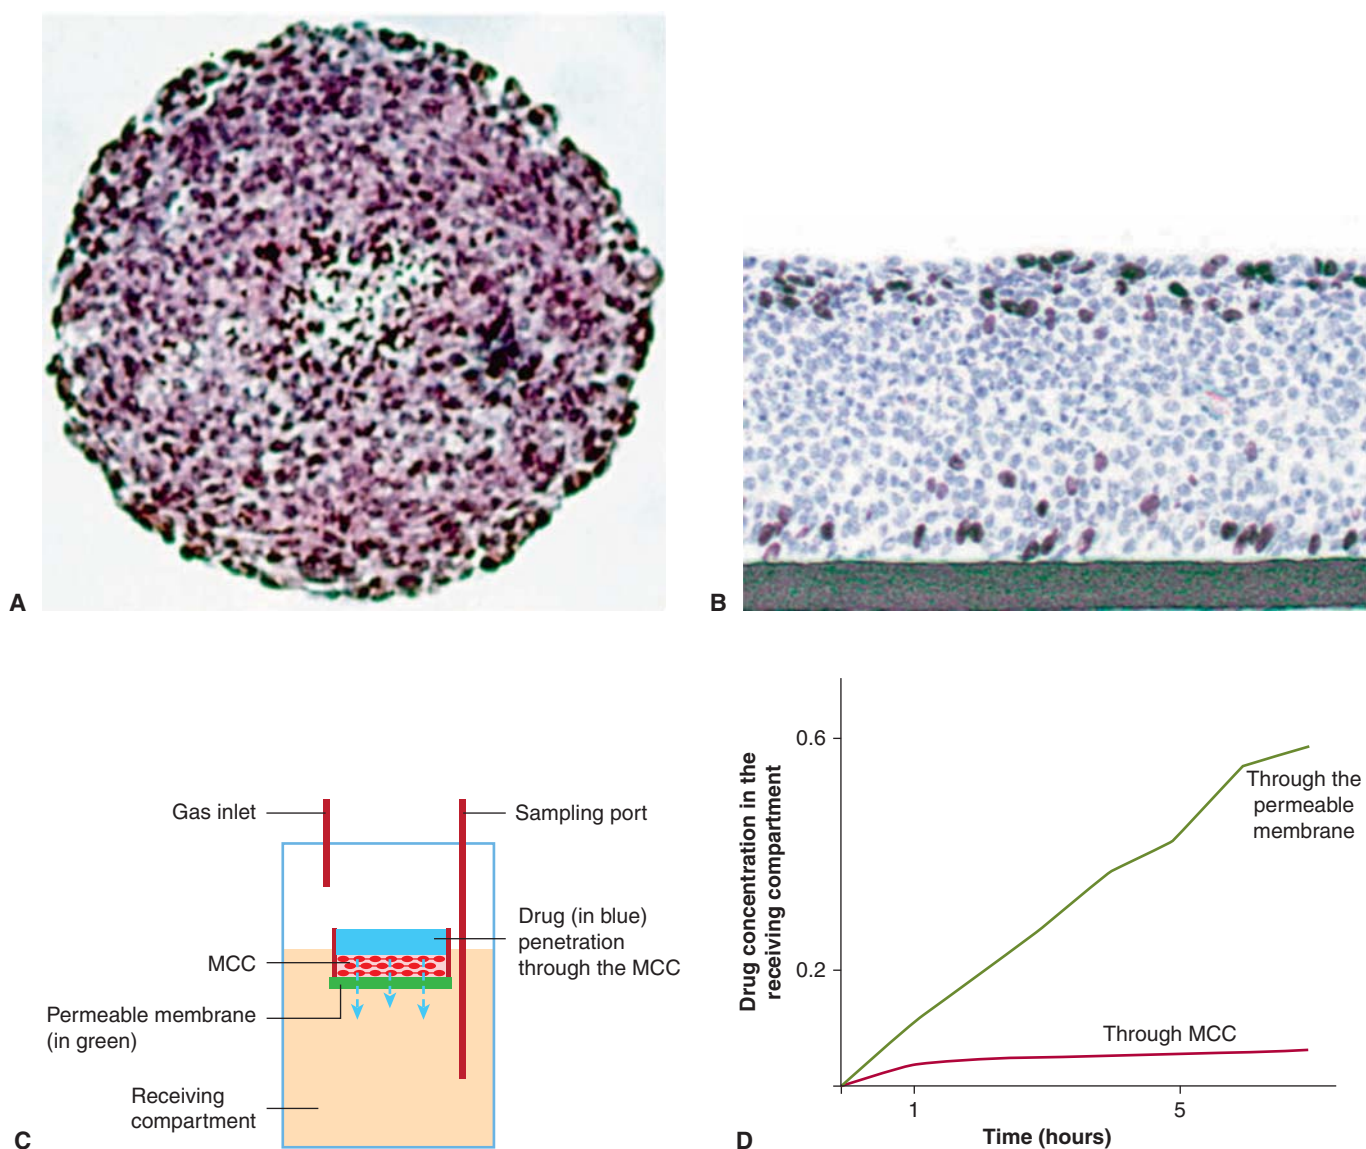 A
B
Gas inlet
Sampling port
Drug (in blue)
penetration
through the MCC
MCC
Permeable membrane
(in green)
Receiving
compartment
C
Drug concentration in the
receiving compartment
0.6
0.2
Through the
permeable
membrane
Through MCC
1
5
Time (hours)
D